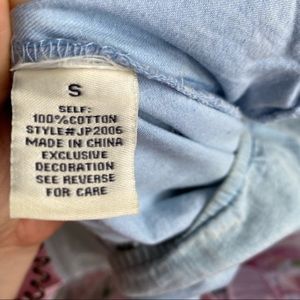 S
SELF:
100%COTTON
STYLE#JP2006
MADE IN CHINA
EXCLUSIVE
DECORATION
SEE REVERSE
FOR CARE